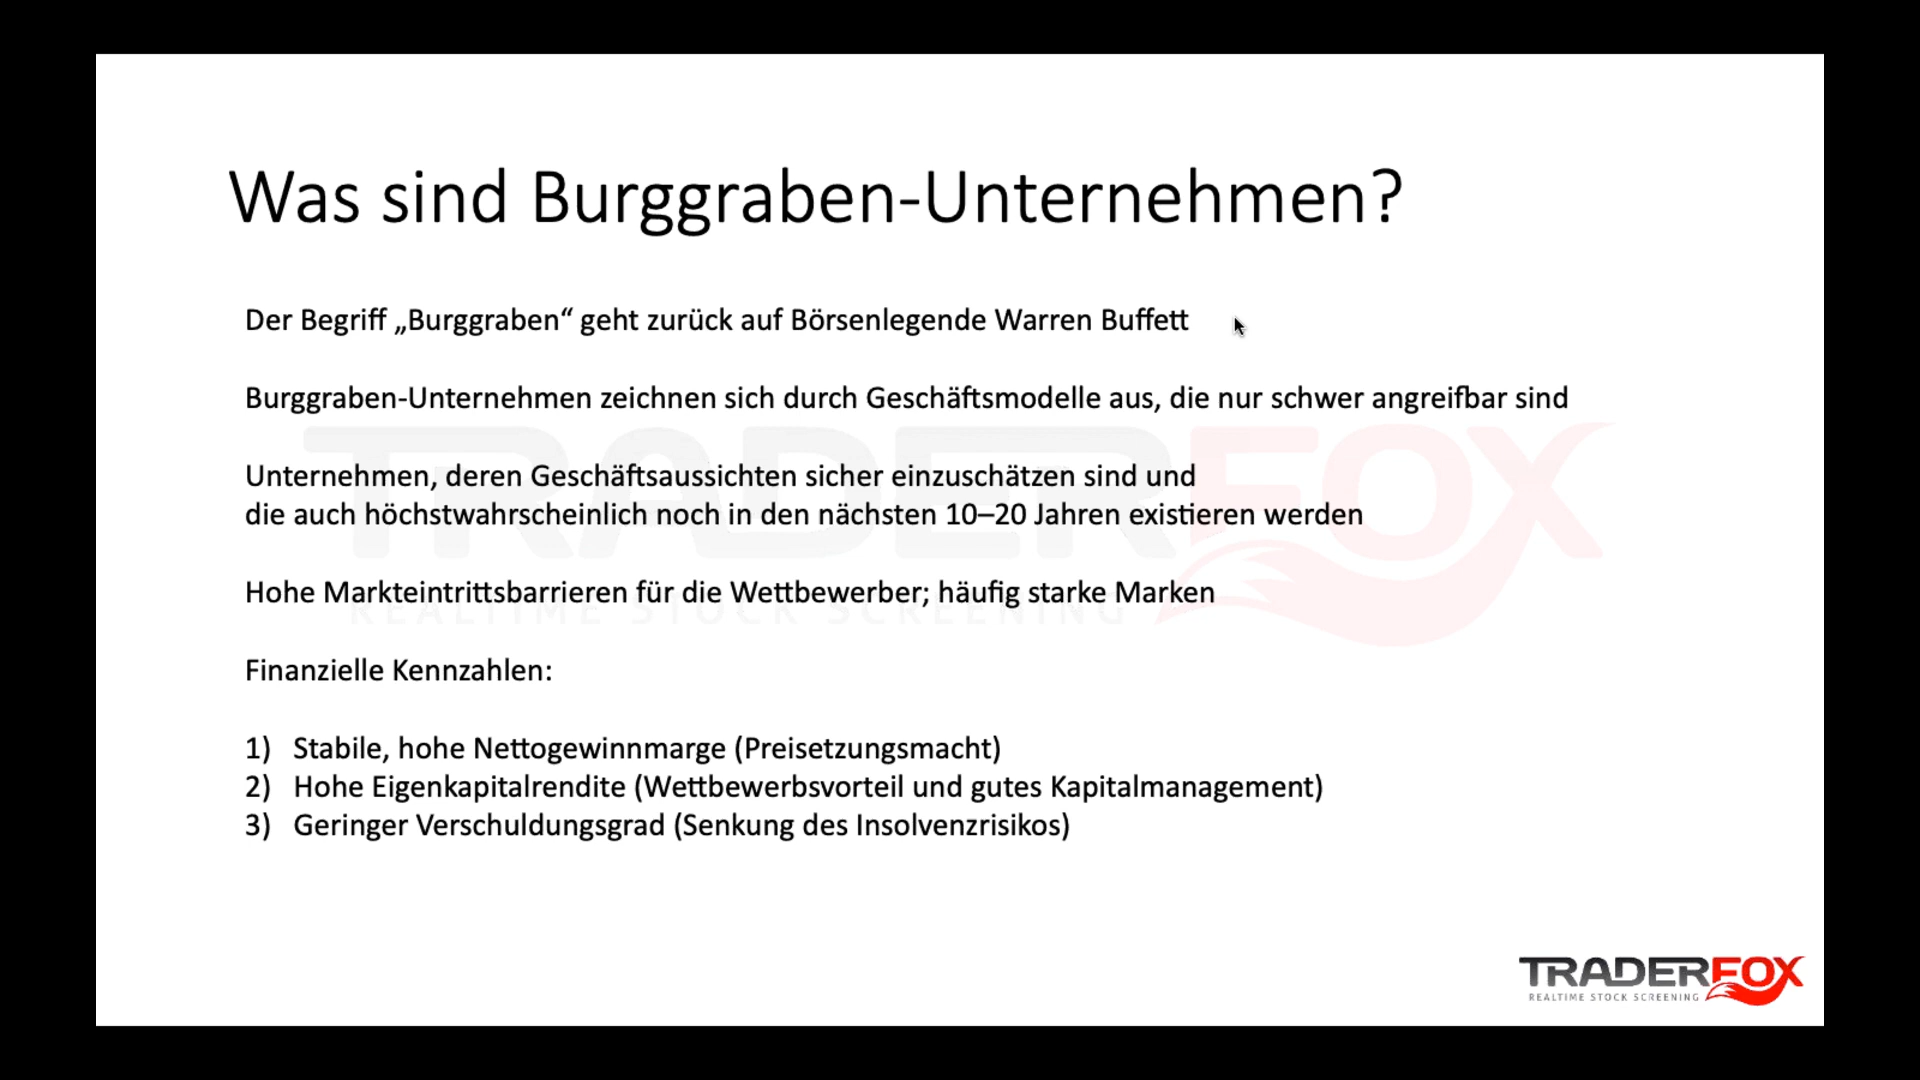 Was sind Burggraben-Unternehmen?
Der Begriff „Burggraben“ geht zurück auf Börsenlegende Warren Buffett
Burggraben-Unternehmen zeichnen sich durch Geschäftsmodelle aus, die nur schwer angreifbar sind
Unternehmen, deren Geschäftsaussichten sicher einzuschätzen sind und
die auch höchstwahrscheinlich noch in den nächsten 10–20 Jahren existieren werden
Hohe Markteintrittsbarrieren für die Wettbewerber; häufig starke Marken
Finanzielle Kennzahlen:
1) Stabile, hohe Nettogewinnmarge (Preisetzungsmacht)
2) Hohe Eigenkapitalrendite (Wettbewerbsvorteil und gutes Kapitalmanagement)
3) Geringer Verschuldungsgrad (Senkung des Insolvenzrisikos)
TRADERFOX
REALTIME STOCK SCREENING
TRADERFOX
REALTIME STOCK SCREENING